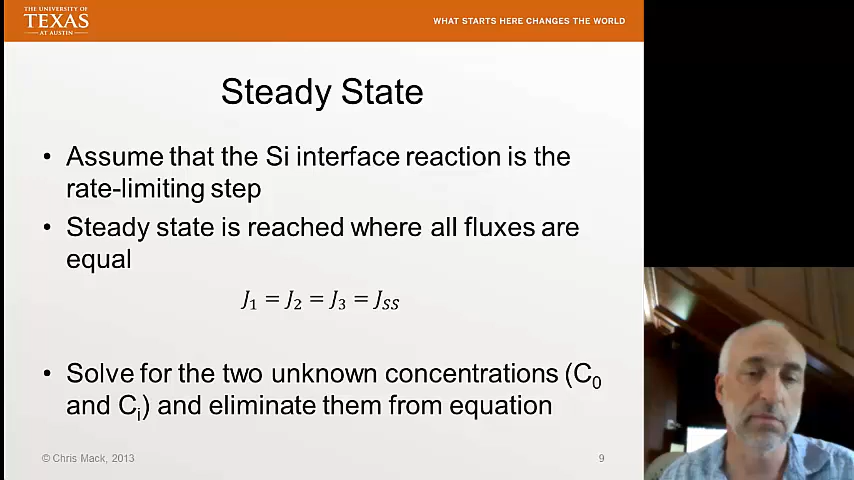 THE UNIVERSITY OF
TEXAS
AT AUSTIN
WHAT STARTS HERE CHANGES THE WORLD
Steady State
• Assume that the Si interface reaction is the
rate-limiting step
• Steady state is reached where all fluxes are
equal
J₁ = J₂ = J₃ = J_SS
• Solve for the two unknown concentrations (C₀
and Cᵢ) and eliminate them from equation
© Chris Mack, 2013
9